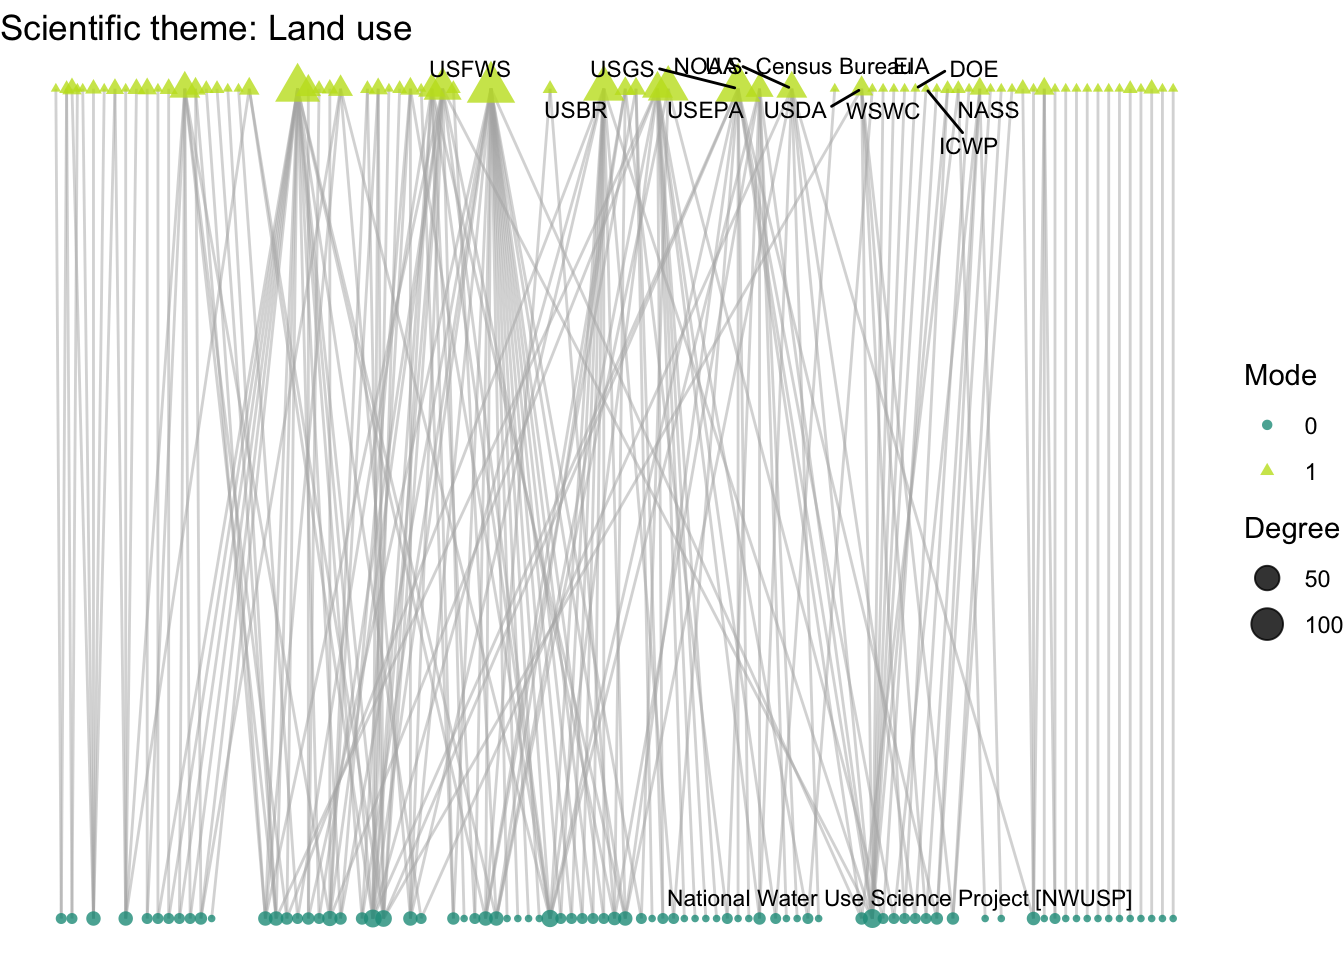 Scientific theme: Land use
USFWS
USGS
NOAA
U.S. Census Bureau
EIA
DOE
USBR
USEPA
USDA
WSWC
NASS
ICWP
Mode
0
1
Degree
50
100
National Water Use Science Project [NWUSP]